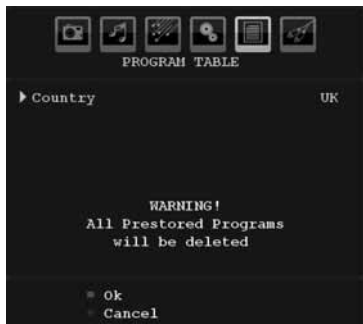 PROGRAM TABLE
Country UK
WARNING!
All Prestored Programs
will be deleted
Ok
Cancel